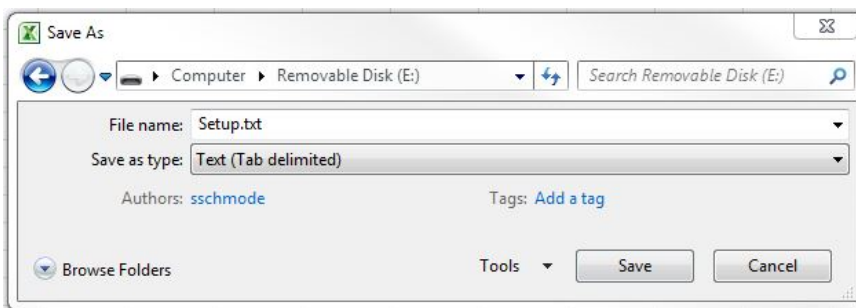 Save As
Computer Removable Disk (E:) Search Removable Disk (E:)
File name: Setup.txt
Save as type: Text (Tab delimited)
Authors: sschmode Tags: Add a tag
Browse Folders Tools Save Cancel